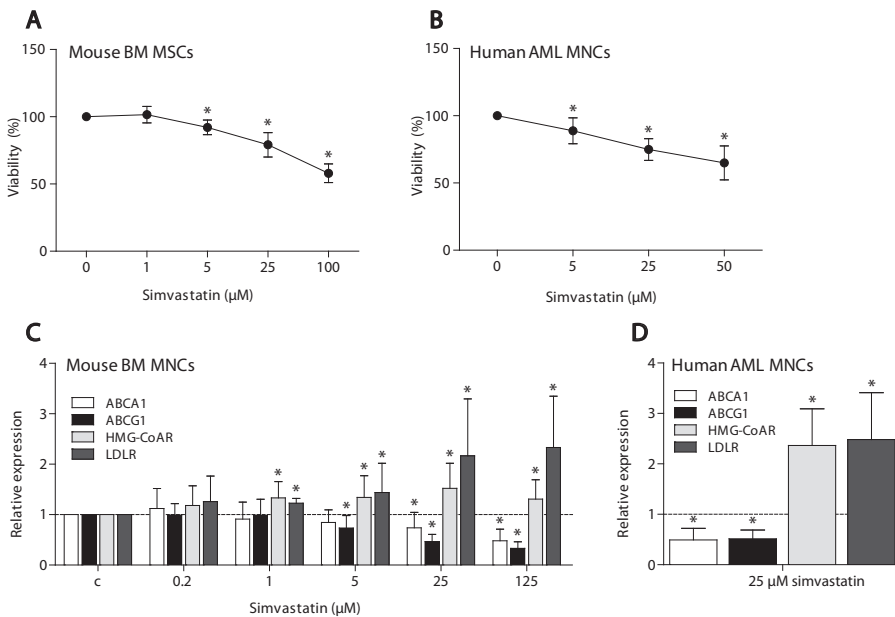 A
Mouse BM MSCs
150
100
50
0
Viability (%)
* * *
0 1 5 25 100
Simvastatin (µM)
B
Human AML MNCs
150
100
50
0
Viability (%)
* * *
0 5 25 50
Simvastatin (µM)
C
Mouse BM MNCs
4
3
2
1
0
Relative expression
ABCA1
ABCG1
HMG-CoAR
LDLR
* * * * * * * * * * * * *
c 0.2 1 5 25 125
Simvastatin (µM)
D
Human AML MNCs
4
3
2
1
0
Relative expression
ABCA1
ABCG1
HMG-CoAR
LDLR
* * * *
25 µM simvastatin